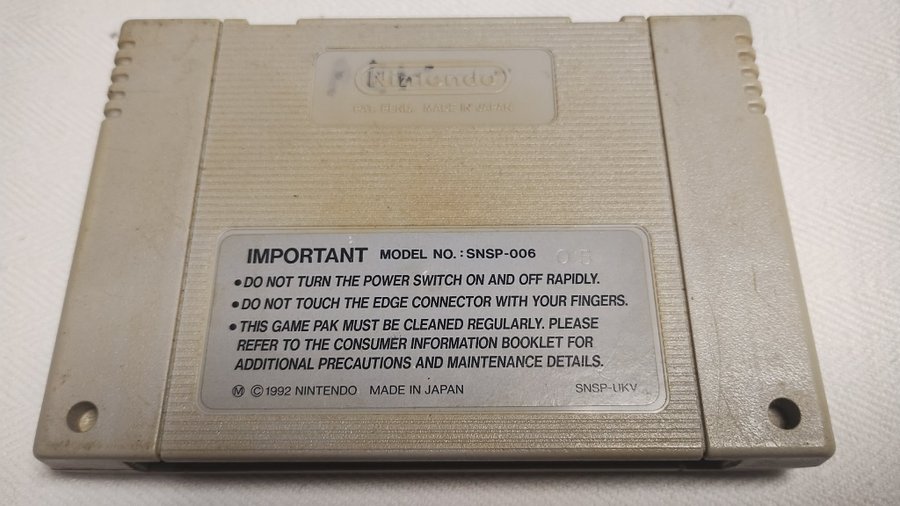 Nintendo
MADE IN JAPAN
IMPORTANT MODEL NO. : SNSP-006
• DO NOT TURN THE POWER SWITCH ON AND OFF RAPIDLY.
• DO NOT TOUCH THE EDGE CONNECTOR WITH YOUR FINGERS.
• THIS GAME PAK MUST BE CLEANED REGULARLY. PLEASE
REFER TO THE CONSUMER INFORMATION BOOKLET FOR
ADDITIONAL PRECAUTIONS AND MAINTENANCE DETAILS.
Ⓜ © 1992 NINTENDO MADE IN JAPAN SNSP-UKV